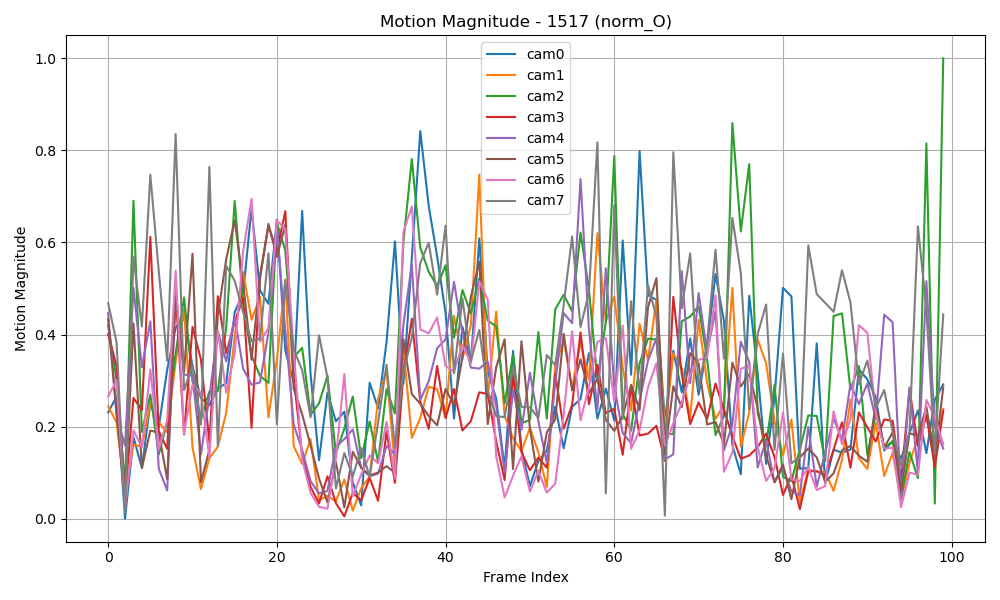 Motion Magnitude - 1517 (norm_O)
cam0
cam1
cam2
cam3
cam4
cam5
cam6
cam7
Motion Magnitude
1.0
0.8
0.6
0.4
0.2
0.0
0 20 40 60 80 100
Frame Index